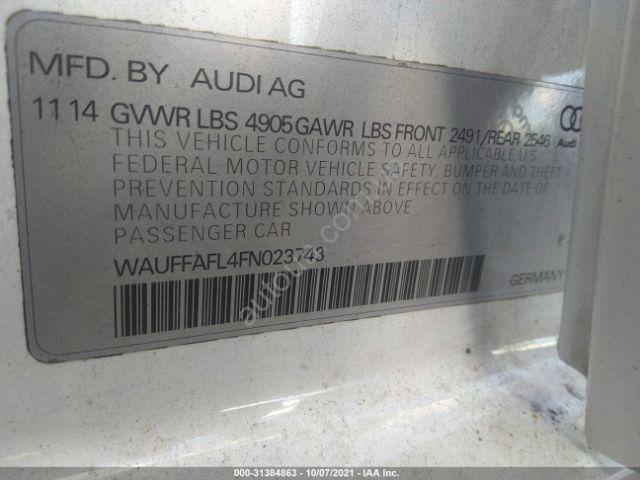 MFD. BY AUDI AG
11 14 GVWR LBS 4905 GAWR LBS FRONT 2491/REAR 2546
THIS VEHICLE CONFORMS TO ALL APPLICABLE U.S.
FEDERAL MOTOR VEHICLE SAFETY, BUMPER AND THEFT
PREVENTION STANDARDS IN EFFECT ON THE DATE OF
MANUFACTURE SHOWN ABOVE
PASSENGER CAR
WAUFFAFL4FN023743
Audi
GERMANY
000-31384863 - 10/07/2021 - IAA Inc.